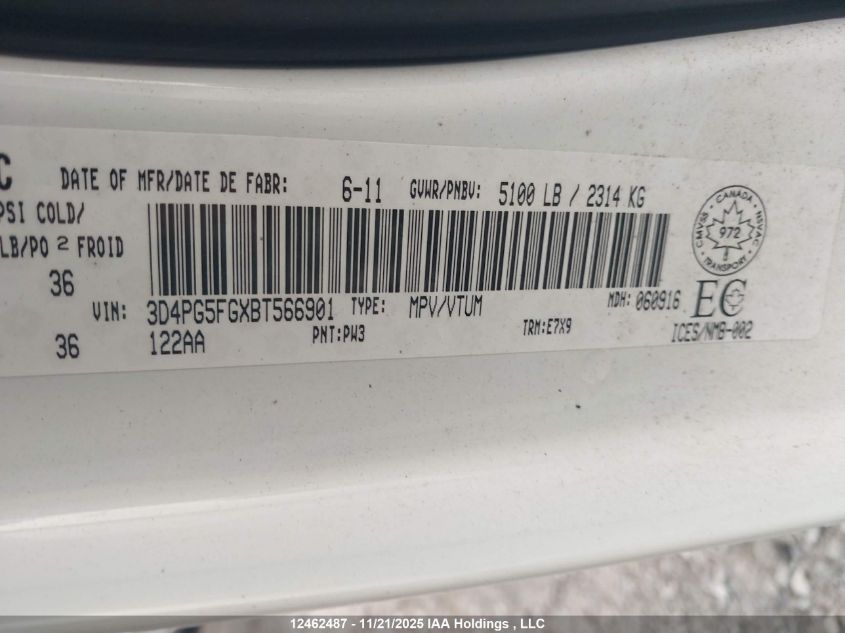 C DATE OF MFR/DATE DE FABR: 6-11 GVWR/PNBV: 5100 LB / 2314 KG
PSI COLD/
LB/PO 2 FROID
36
VIN: 3D4PG5FGXBT566901 TYPE: MPV/VTUM MDH: 060916 EC
36 122AA PNT:PW3 TRM:E7X9 ICES/NMB-002
CANADA
CMVSS NSVAC
972
TRANSPORT
12462487 - 11/21/2025 IAA Holdings , LLC